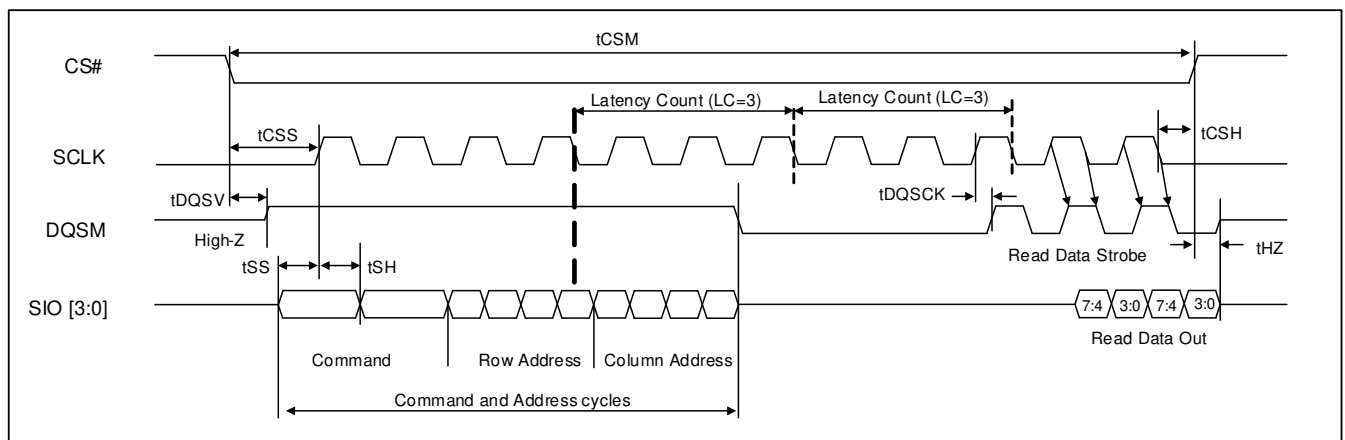 tCSM
CS#
Latency Count (LC=3)
Latency Count (LC=3)
tCSS
tCSH
SCLK
tDQSV
tDQSCK
DQSM
High-Z
Read Data Strobe
tHZ
tSS
tSH
SIO [3:0]
7:4 3:0 7:4 3:0
Read Data Out
Command
Row Address
Column Address
Command and Address cycles